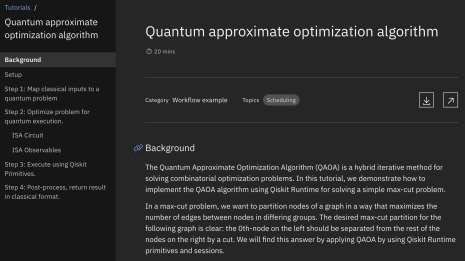 Tutorials /
Quantum approximate
optimization algorithm
Background
Setup
Step 1: Map classical inputs to a
quantum problem
Step 2: Optimize problem for
quantum execution.
ISA Circuit
ISA Observables
Step 3: Execute using Qiskit
Primitives.
Step 4: Post-process, return result
in classical format.
Quantum approximate optimization algorithm
20 mins
Category Workflow example Topics Scheduling
Background
The Quantum Approximate Optimization Algorithm (QAOA) is a hybrid iterative method for
solving combinatorial optimization problems. In this tutorial, we demonstrate how to
implement the QAOA algorithm using Qiskit Runtime for solving a simple max-cut problem.
In a max-cut problem, we want to partition nodes of a graph in a way that maximizes the
number of edges between nodes in differing groups. The desired max-cut partition for the
following graph is clear: the 0th-node on the left should be separated from the rest of the
nodes on the right by a cut. We will find this answer by applying QAOA by using Qiskit Runtime
primitives and sessions.